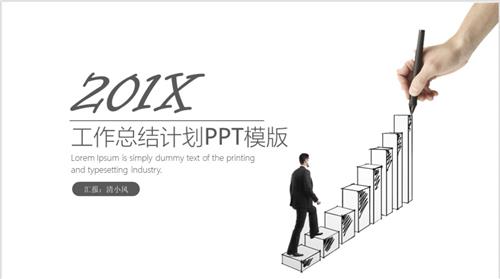 201X
工作总结计划PPT模版
Lorem Ipsum is simply dummy text of the printing
and typesetting industry.
汇报：清小风